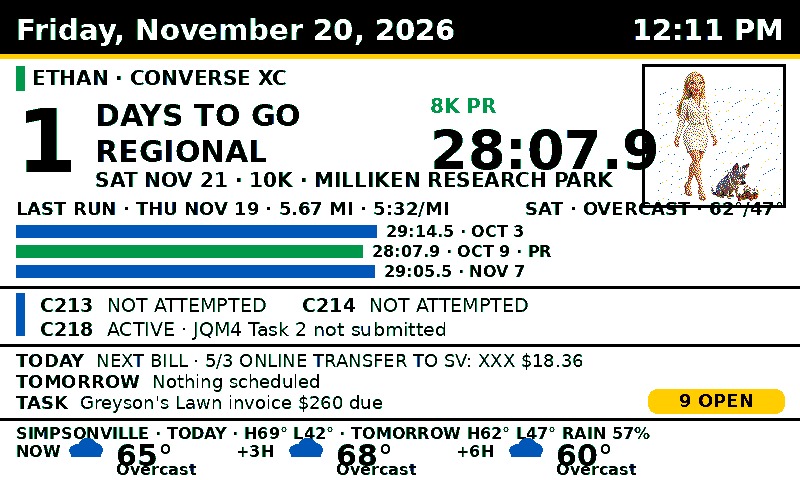 Friday, November 20, 2026 12:11 PM
ETHAN · CONVERSE XC
1 DAYS TO GO
REGIONAL
8K PR
28:07.9
SAT NOV 21 · 10K · MILLIKEN RESEARCH PARK
LAST RUN · THU NOV 19 · 5.67 MI · 5:32/MI SAT · OVERCAST · 62°/47°
29:14.5 · OCT 3
28:07.9 · OCT 9 · PR
29:05.5 · NOV 7
C213 NOT ATTEMPTED C214 NOT ATTEMPTED
C218 ACTIVE · JQM4 Task 2 not submitted
TODAY NEXT BILL · 5/3 ONLINE TRANSFER TO SV: XXX $18.36
TOMORROW Nothing scheduled
TASK Greyson's Lawn invoice $260 due 9 OPEN
SIMPSONVILLE · TODAY · H69° L42° · TOMORROW H62° L47° RAIN 57%
NOW 65° +3H 68° +6H 60°
Overcast Overcast Overcast